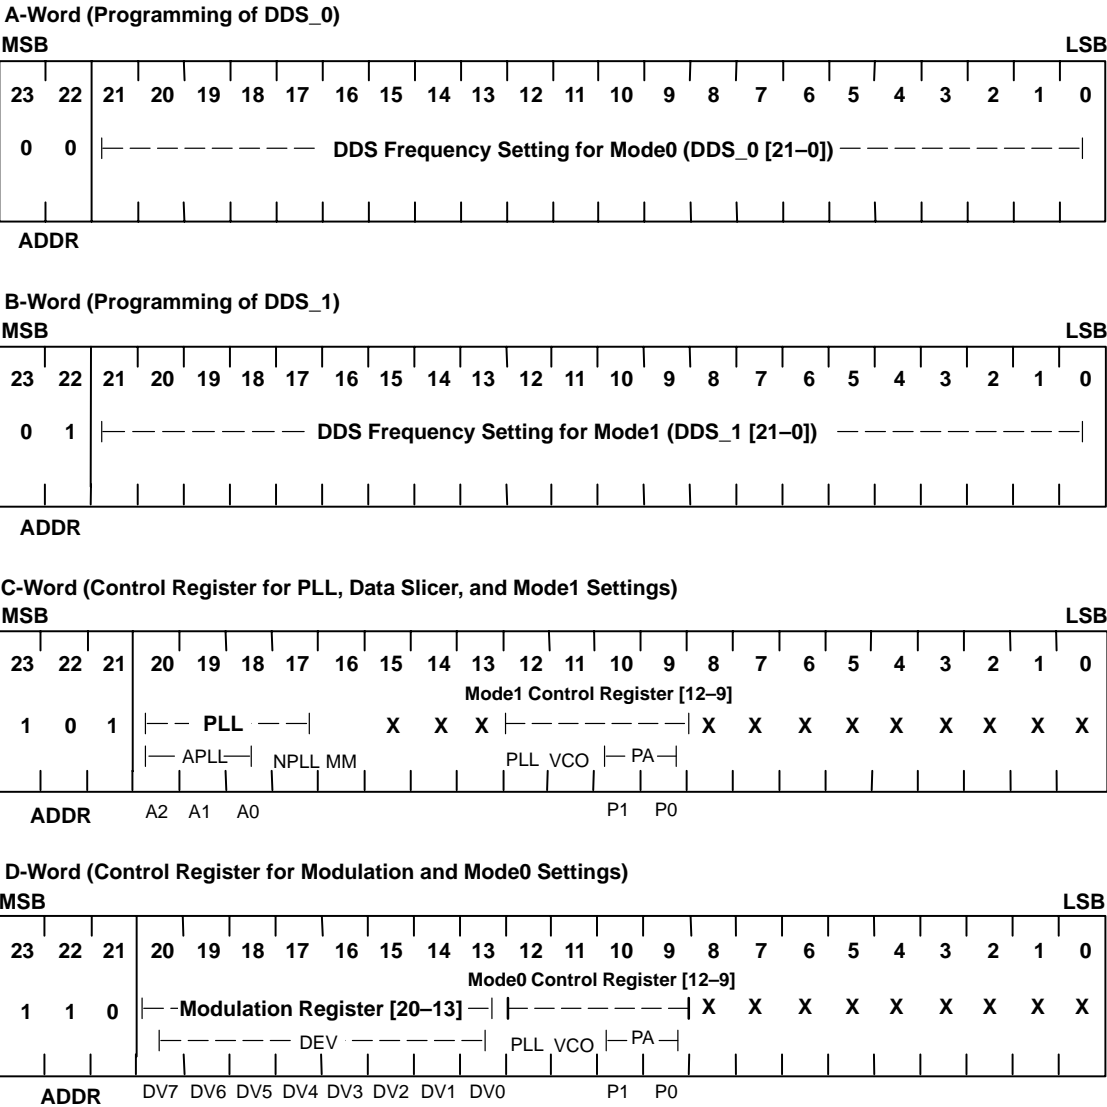 A-Word (Programming of DDS_0)
MSB LSB
23 22 21 20 19 18 17 16 15 14 13 12 11 10 9 8 7 6 5 4 3 2 1 0
0 0 DDS Frequency Setting for Mode0 (DDS_0 [21–0])
ADDR
B-Word (Programming of DDS_1)
MSB LSB
23 22 21 20 19 18 17 16 15 14 13 12 11 10 9 8 7 6 5 4 3 2 1 0
0 1 DDS Frequency Setting for Mode1 (DDS_1 [21–0])
ADDR
C-Word (Control Register for PLL, Data Slicer, and Mode1 Settings)
MSB LSB
23 22 21 20 19 18 17 16 15 14 13 12 11 10 9 8 7 6 5 4 3 2 1 0
Mode1 Control Register [12–9]
1 0 1 PLL X X X X X X X X X X X X
APLL NPLL MM PLL VCO PA
ADDR A2 A1 A0 P1 P0
D-Word (Control Register for Modulation and Mode0 Settings)
MSB LSB
23 22 21 20 19 18 17 16 15 14 13 12 11 10 9 8 7 6 5 4 3 2 1 0
Mode0 Control Register [12–9]
1 1 0 Modulation Register [20–13] X X X X X X X X X
DEV PLL VCO PA
ADDR DV7 DV6 DV5 DV4 DV3 DV2 DV1 DV0 P1 P0